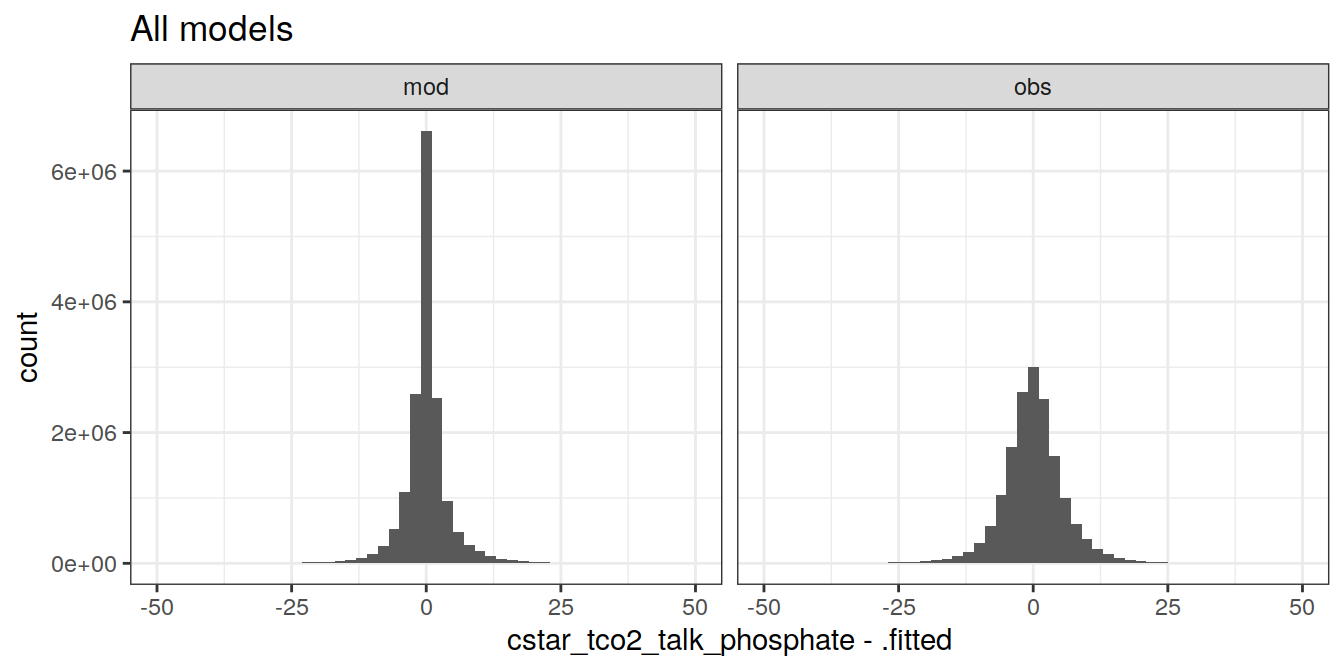 All models
mod obs
6e+06
4e+06
2e+06
0e+00
count
-50 -25 0 25 50 -50 -25 0 25 50
cstar_tco2_talk_phosphate - .fitted